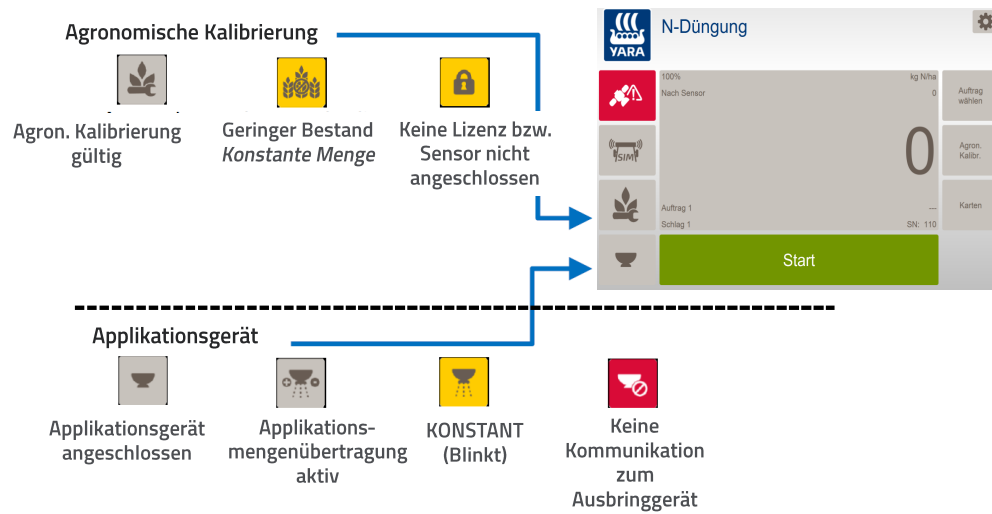 Agronomische Kalibrierung
Agron. Kalibrierung
gültig
Geringer Bestand
Konstante Menge
Keine Lizenz bzw.
Sensor nicht
angeschlossen
YARA
N-Düngung
100%
kg N/ha
Nach Sensor
0
Auftrag
wählen
SIM
0
Agron.
Kalibr.
Auftrag 1
---
Karten
Schlag 1
SN: 110
Start
Applikationsgerät
Applikationsgerät
angeschlossen
Applikations-
mengenübertragung
aktiv
KONSTANT
(Blinkt)
Keine
Kommunikation
zum
Ausbringgerät